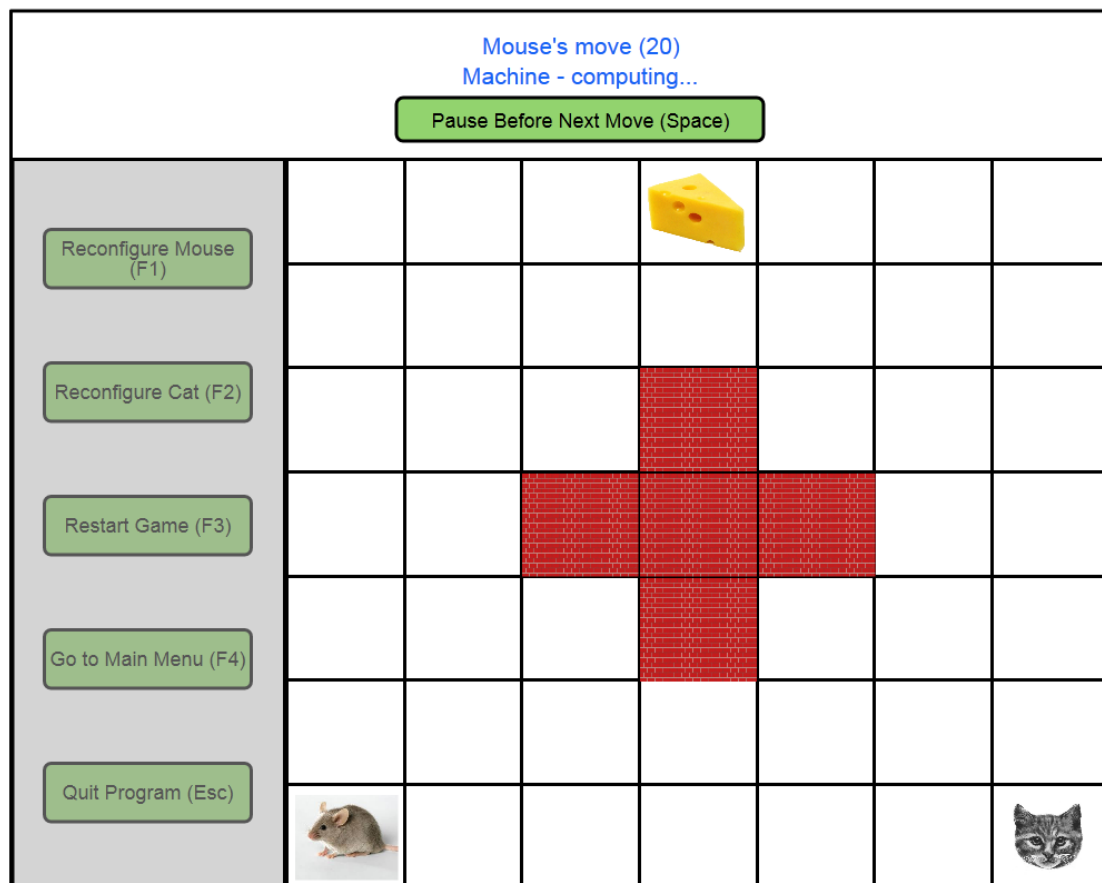 Mouse's move (20)
Machine - computing...
Pause Before Next Move (Space)
Reconfigure Mouse
(F1)
Reconfigure Cat (F2)
Restart Game (F3)
Go to Main Menu (F4)
Quit Program (Esc)